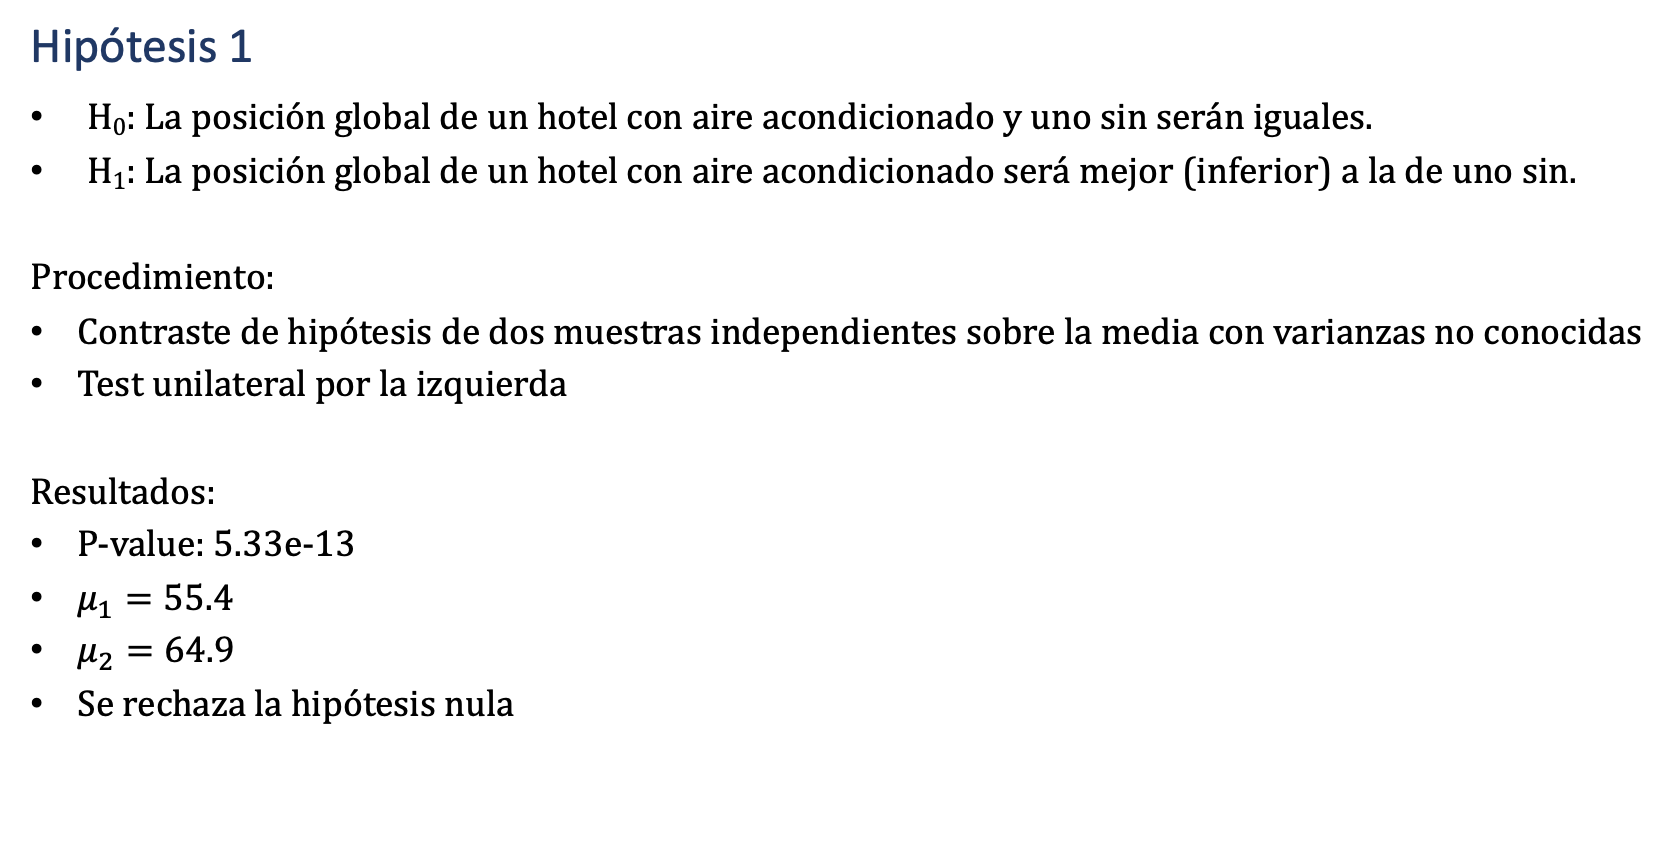 Hipótesis 1
• H₀: La posición global de un hotel con aire acondicionado y uno sin serán iguales.
• H₁: La posición global de un hotel con aire acondicionado será mejor (inferior) a la de uno sin.
Procedimiento:
• Contraste de hipótesis de dos muestras independientes sobre la media con varianzas no conocidas
• Test unilateral por la izquierda
Resultados:
• P-value: 5.33e-13
• 𝜇₁ = 55.4
• 𝜇₂ = 64.9
• Se rechaza la hipótesis nula